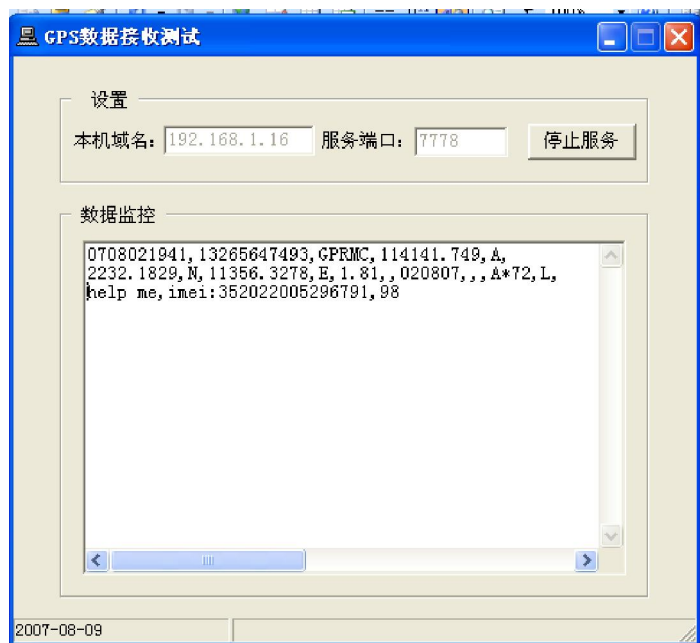 GPS数据接收测试
设置
本机域名: 192.168.1.16 服务端口: 7778 停止服务
数据监控
0708021941,13265647493,GPRMC,114141.749,A,
2232.1829,N,11356.3278,E,1.81,,020807,,,A*72,L,
help me,imei:352022005296791,98
2007-08-09